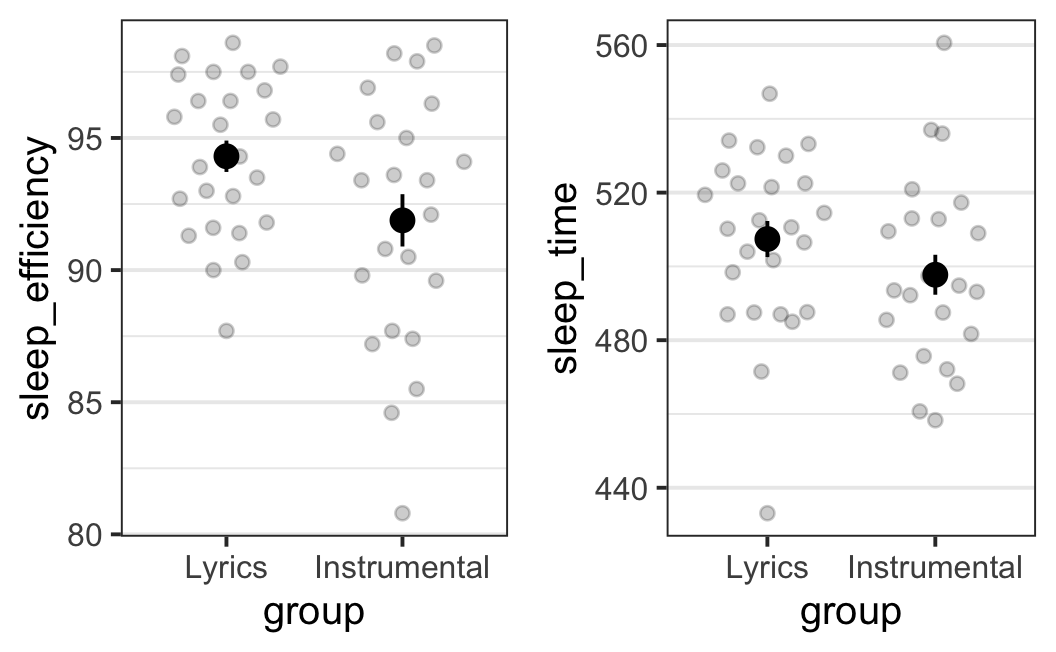 sleep_efficiency
95
90
85
80
Lyrics Instrumental
group
sleep_time
560
520
480
440
Lyrics Instrumental
group